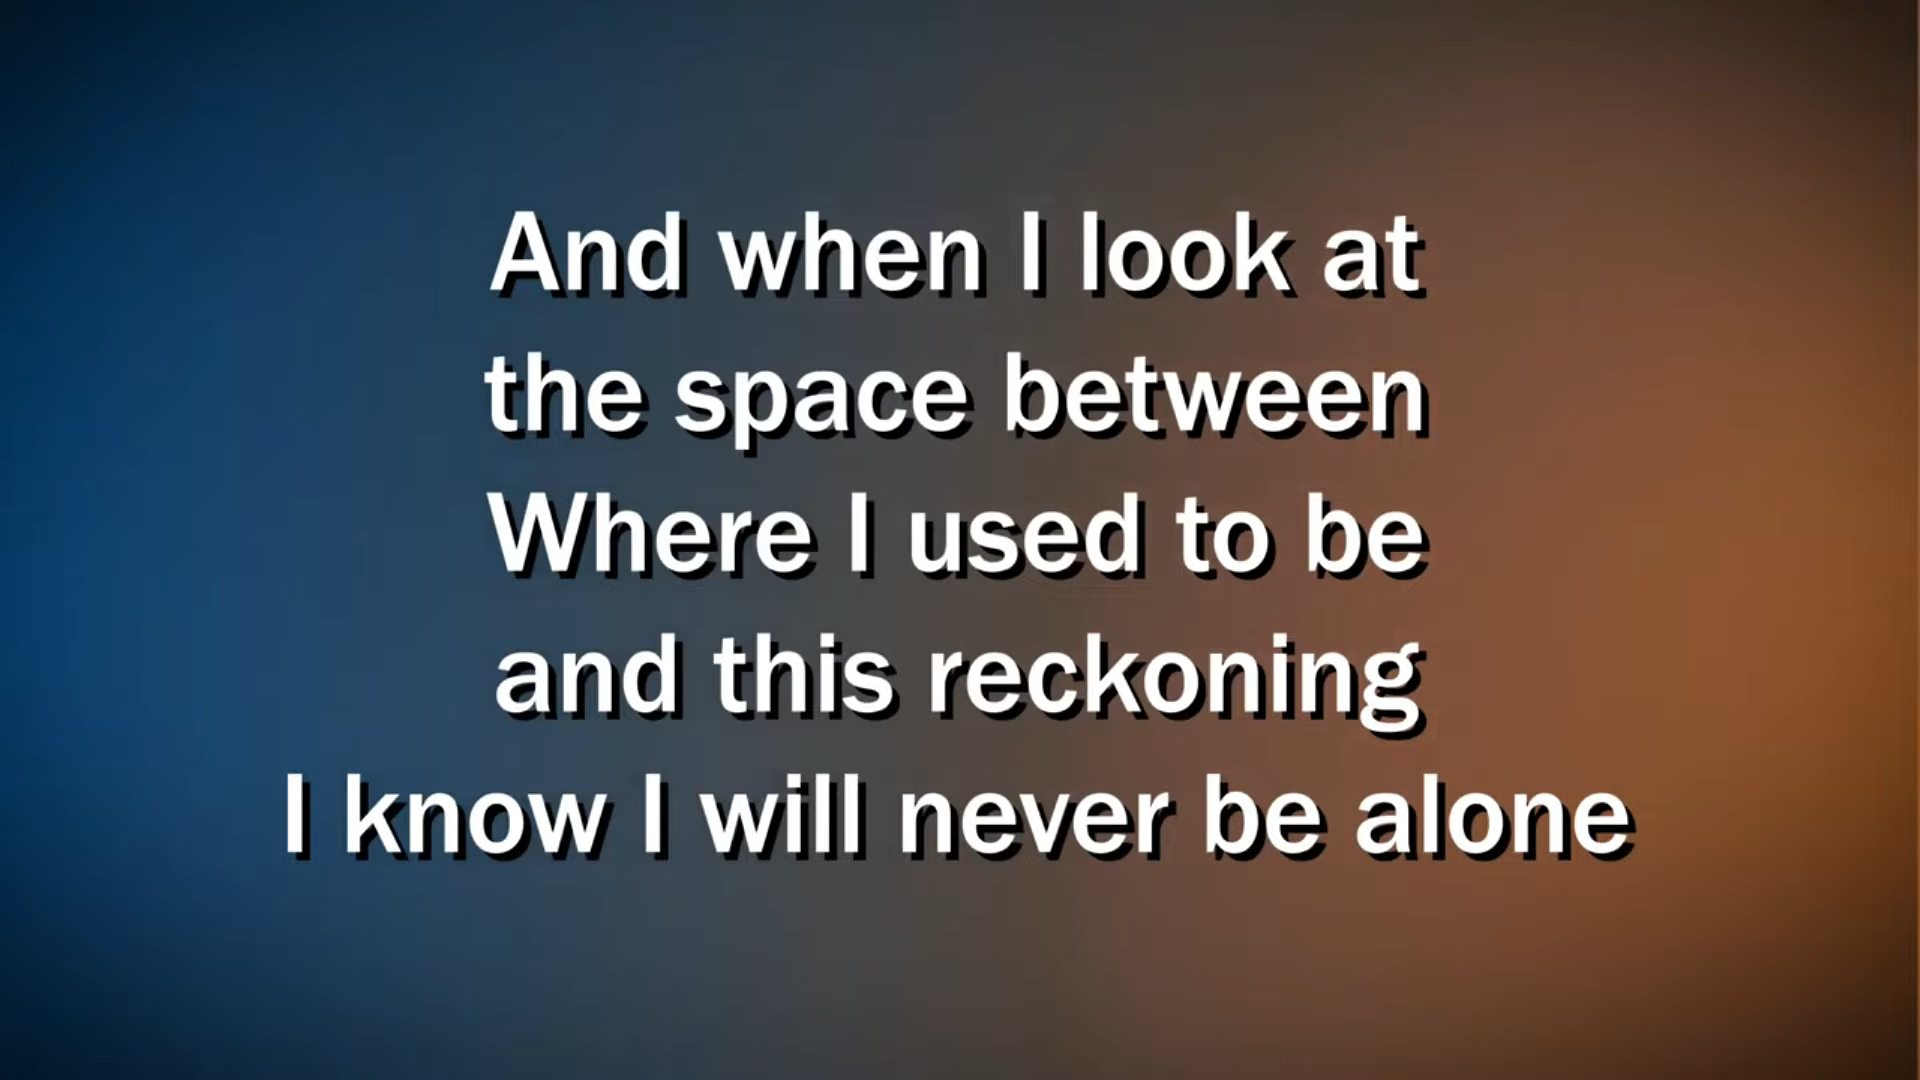 And when I look at
the space between
Where I used to be
and this reckoning
I know I will never be alone